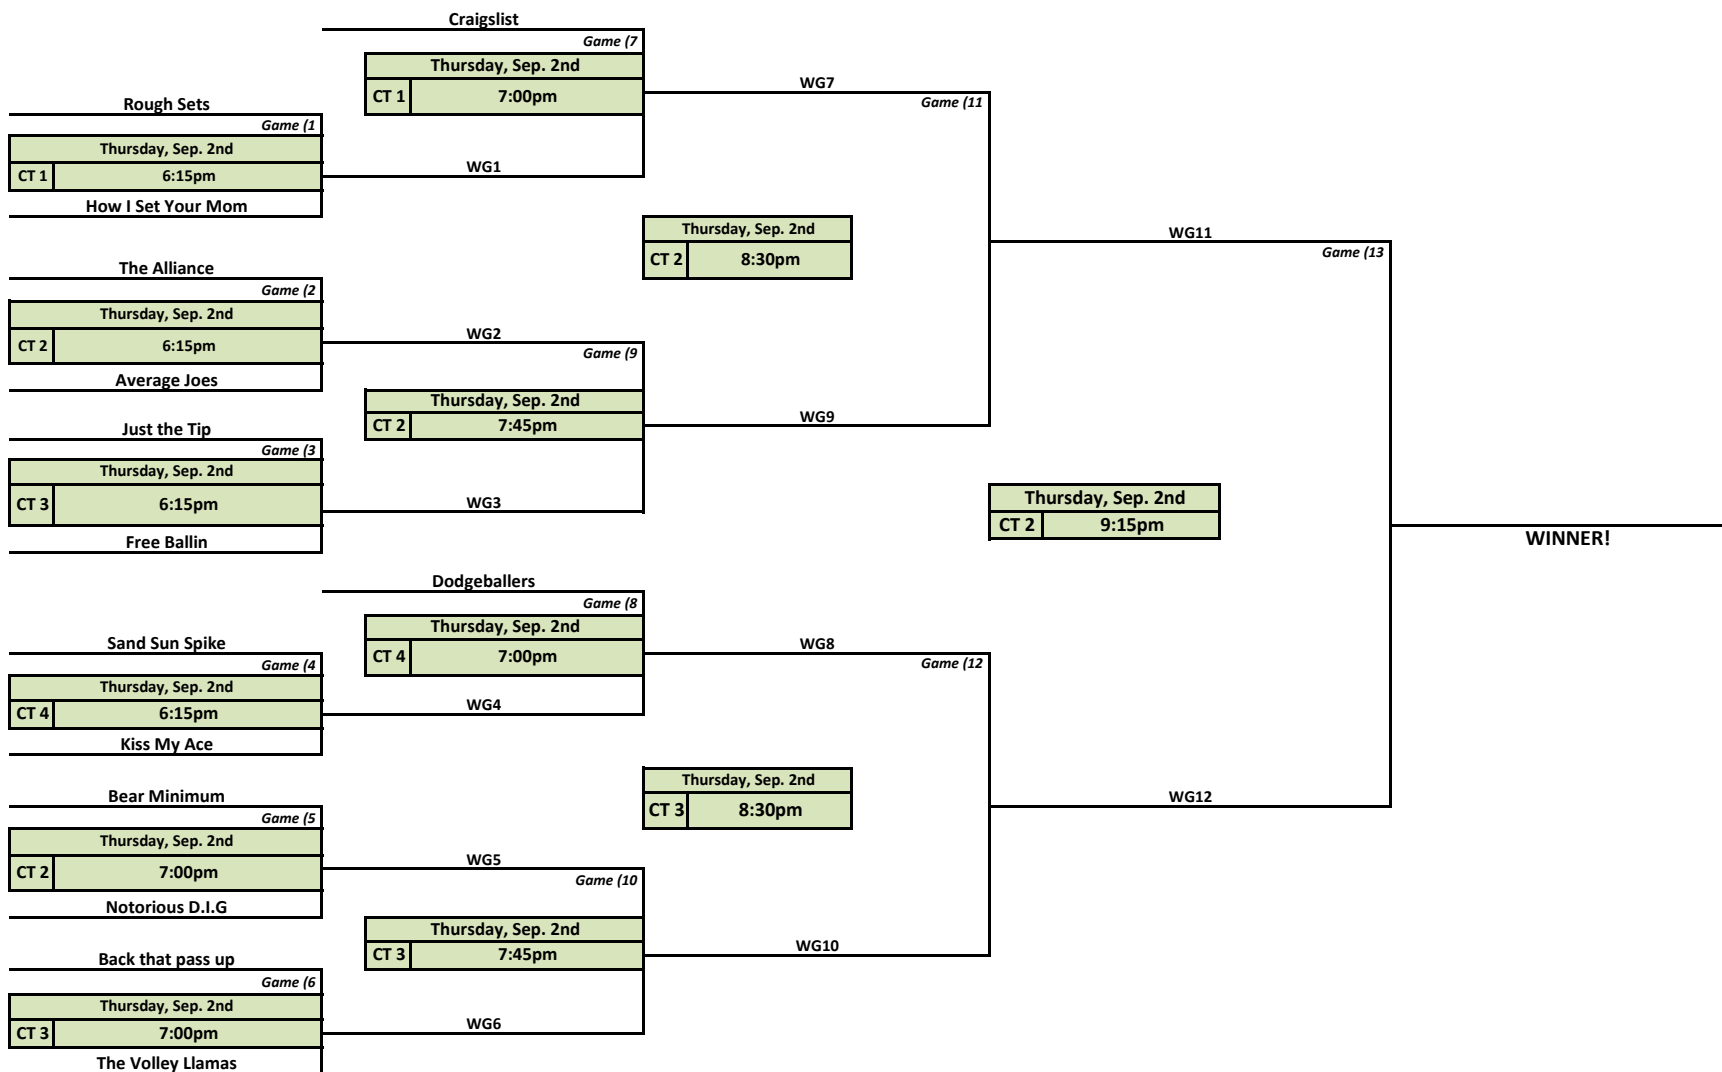 Craigslist
Game (7
Thursday, Sep. 2nd
CT 1 7:00pm
WG7
Game (11
Rough Sets
Game (1
Thursday, Sep. 2nd
CT 1 6:15pm
WG1
How I Set Your Mom
Thursday, Sep. 2nd
CT 2 8:30pm
WG11
Game (13
The Alliance
Game (2
Thursday, Sep. 2nd
CT 2 6:15pm
WG2
Game (9
Average Joes
Thursday, Sep. 2nd
CT 2 7:45pm
WG9
Just the Tip
Game (3
Thursday, Sep. 2nd
CT 3 6:15pm
WG3
Free Ballin
Thursday, Sep. 2nd
CT 2 9:15pm
WINNER!
Dodgeballers
Game (8
Thursday, Sep. 2nd
CT 4 7:00pm
WG8
Game (12
Sand Sun Spike
Game (4
Thursday, Sep. 2nd
CT 4 6:15pm
WG4
Kiss My Ace
Thursday, Sep. 2nd
CT 3 8:30pm
WG12
Bear Minimum
Game (5
Thursday, Sep. 2nd
CT 2 7:00pm
WG5
Game (10
Notorious D.I.G
Thursday, Sep. 2nd
CT 3 7:45pm
WG10
Back that pass up
Game (6
Thursday, Sep. 2nd
CT 3 7:00pm
WG6
The Volley Llamas